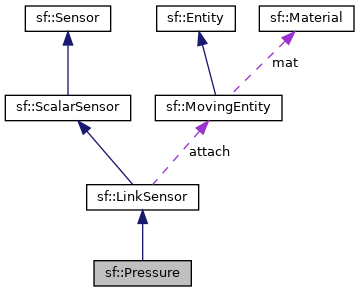 sf::Sensor
sf::Entity
sf::Material
mat
sf::ScalarSensor
sf::MovingEntity
attach
sf::LinkSensor
sf::Pressure